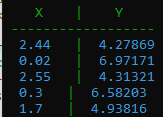 X | Y
--------------------
2.44 | 4.27869
0.02 | 6.97171
2.55 | 4.31321
0.3 | 6.58203
1.7 | 4.93816